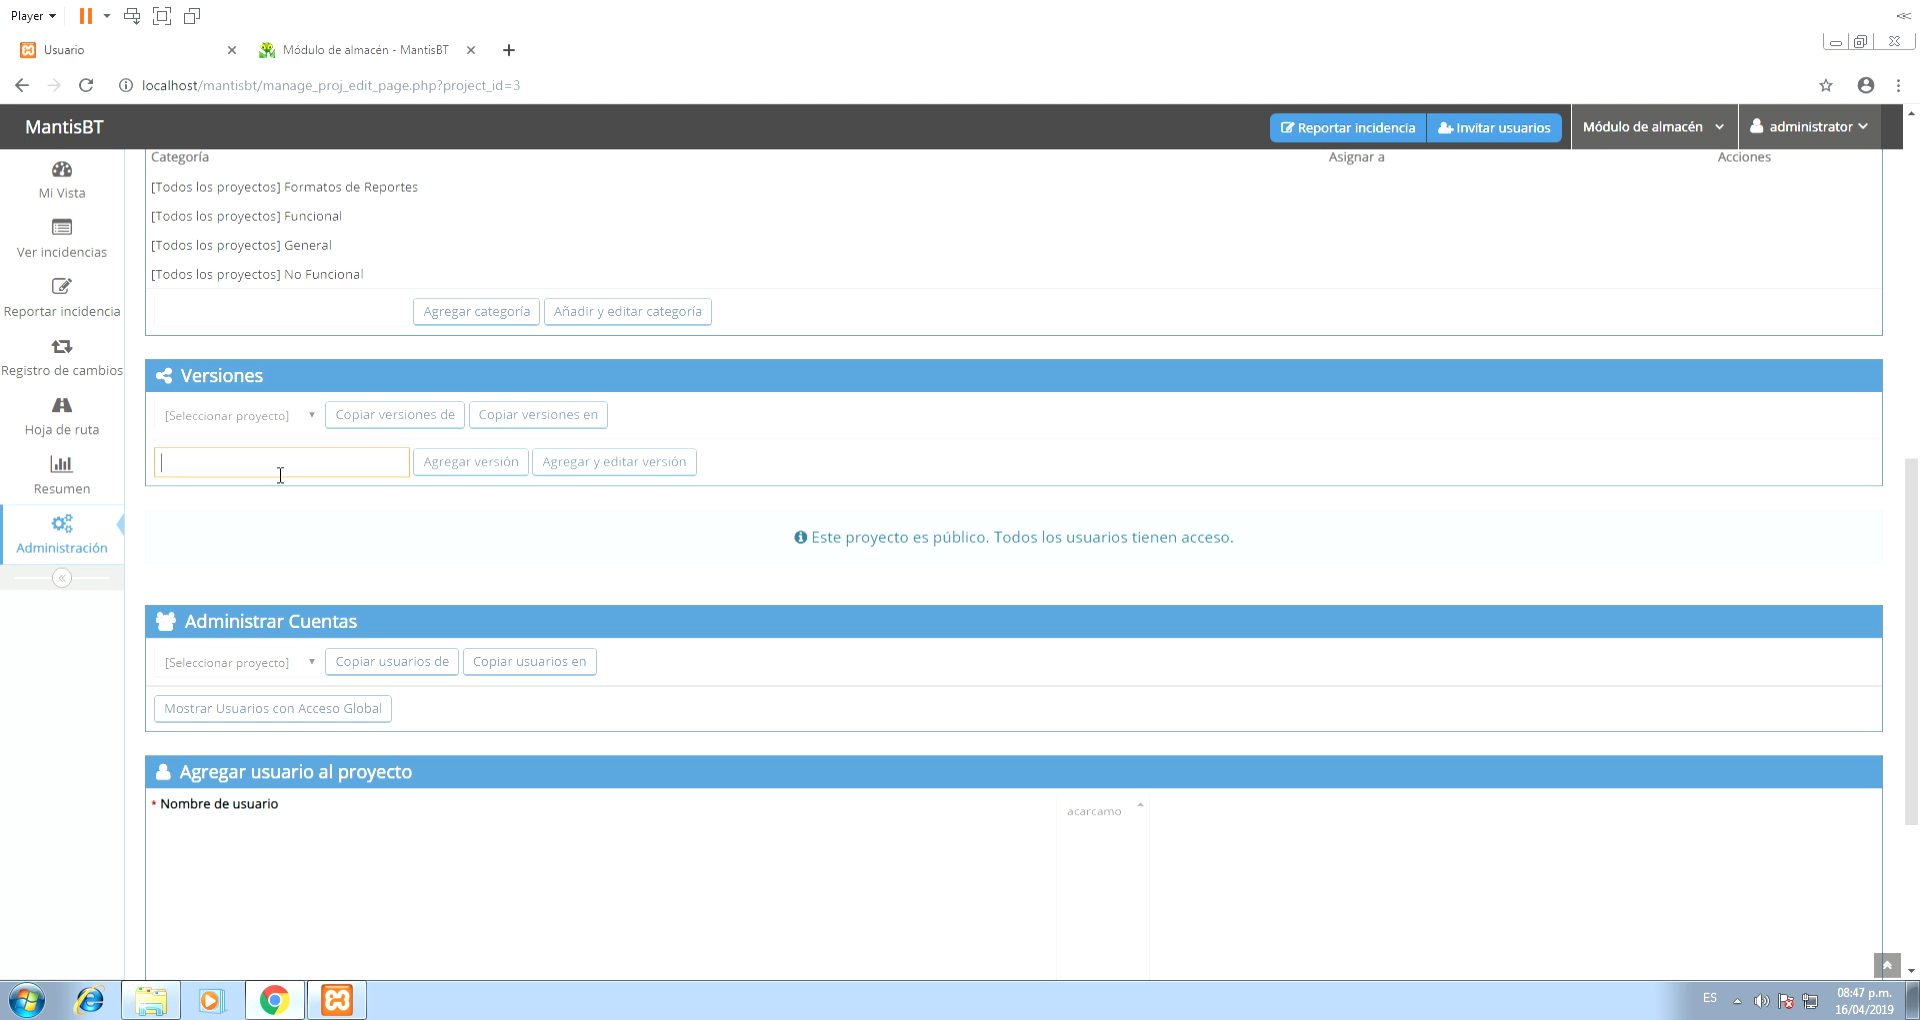 Player
Usuario
Módulo de almacén - MantisBT
localhost/mantisbt/manage_proj_edit_page.php?project_id=3
MantisBT
Reportar incidencia
Invitar usuarios
Módulo de almacén
administrator
Mi Vista
Ver incidencias
Reportar incidencia
Registro de cambios
Hoja de ruta
Resumen
Administración
Categoría
Asignar a
Acciones
[Todos los proyectos] Formatos de Reportes
[Todos los proyectos] Funcional
[Todos los proyectos] General
[Todos los proyectos] No Funcional
Agregar categoría
Añadir y editar categoría
Versiones
[Seleccionar proyecto]
Copiar versiones de
Copiar versiones en
Agregar versión
Agregar y editar versión
Este proyecto es público. Todos los usuarios tienen acceso.
Administrar Cuentas
[Seleccionar proyecto]
Copiar usuarios de
Copiar usuarios en
Mostrar Usuarios con Acceso Global
Agregar usuario al proyecto
* Nombre de usuario
acarcamo
ES
08:47 p.m.
16/04/2019